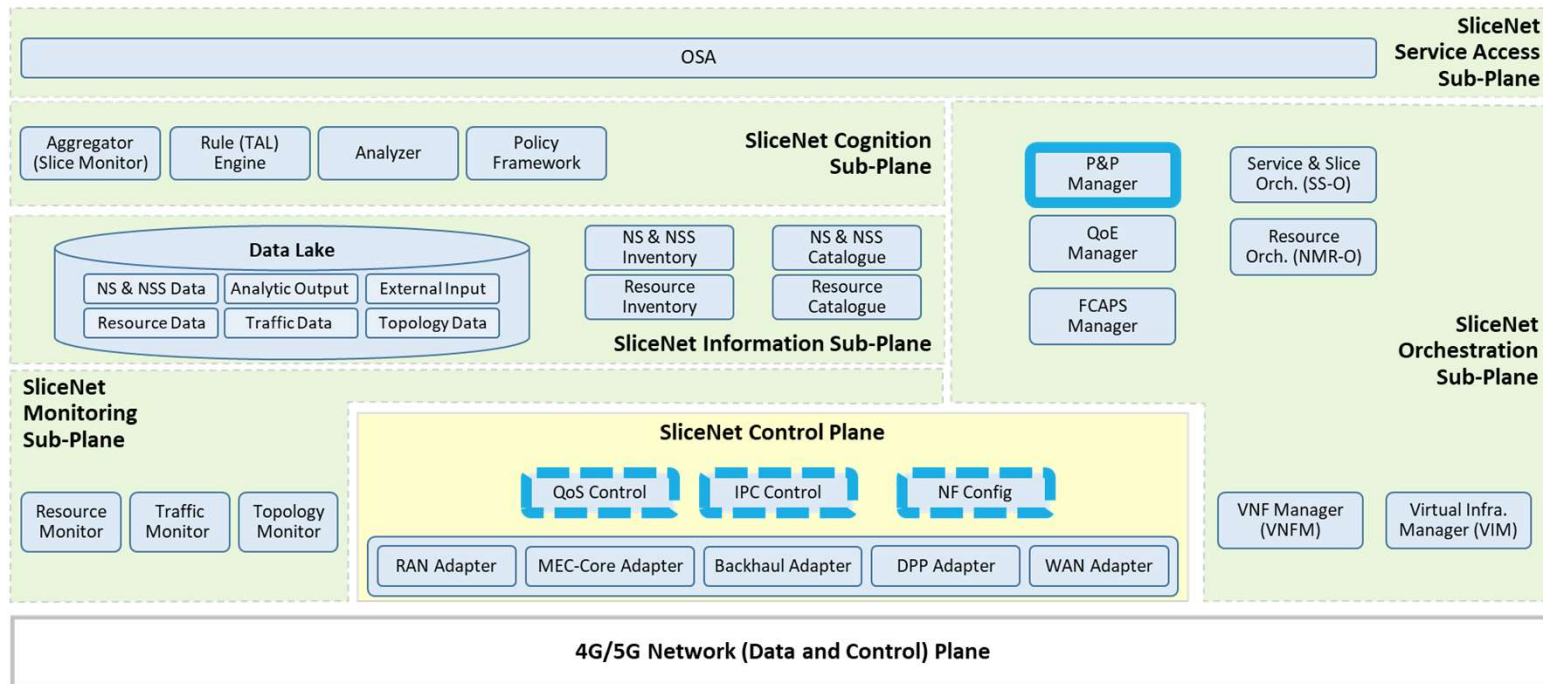 SliceNet
Service Access
Sub-Plane
OSA
Aggregator
(Slice Monitor)
Rule (TAL)
Engine
Analyzer
Policy
Framework
SliceNet Cognition
Sub-Plane
Data Lake
NS & NSS Data
Analytic Output
External Input
Resource Data
Traffic Data
Topology Data
NS & NSS
Inventory
NS & NSS
Catalogue
Resource
Inventory
Resource
Catalogue
SliceNet Information Sub-Plane
P&P
Manager
Service & Slice
Orch. (SS-O)
QoE
Manager
Resource
Orch. (NMR-O)
FCAPS
Manager
SliceNet
Orchestration
Sub-Plane
SliceNet
Monitoring
Sub-Plane
Resource
Monitor
Traffic
Monitor
Topology
Monitor
SliceNet Control Plane
QoS Control
IPC Control
NF Config
RAN Adapter
MEC-Core Adapter
Backhaul Adapter
DPP Adapter
WAN Adapter
VNF Manager
(VNFM)
Virtual Infra.
Manager (VIM)
4G/5G Network (Data and Control) Plane